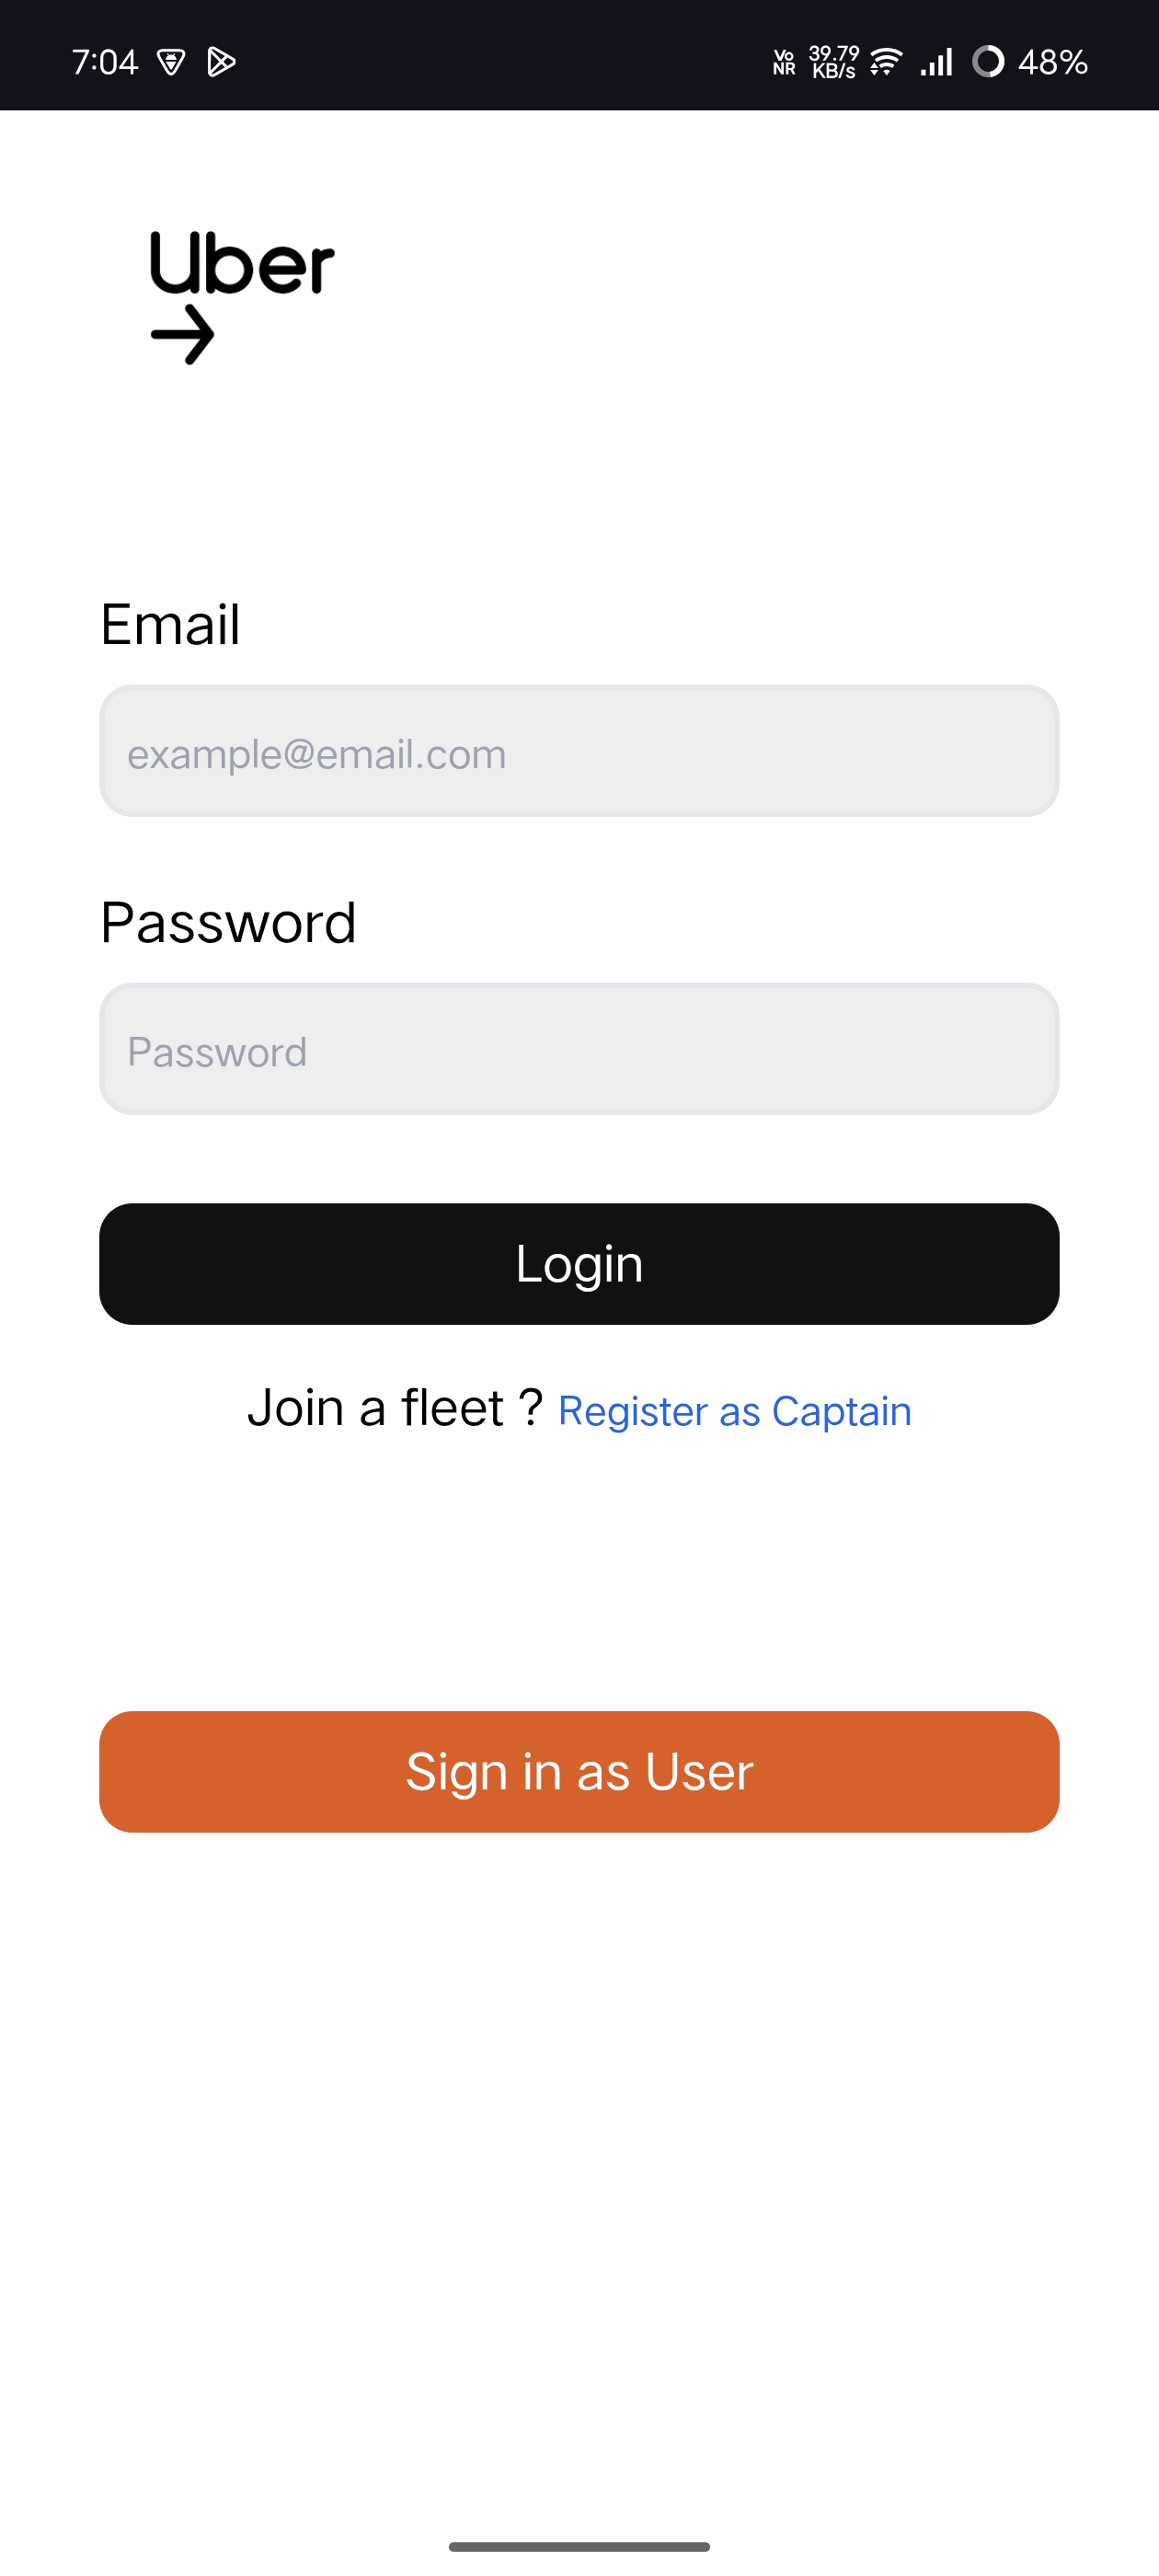 7:04 Vo NR 39.79 KB/s 48%
Uber
Email
example@email.com
Password
Password
Login
Join a fleet ? Register as Captain
Sign in as User